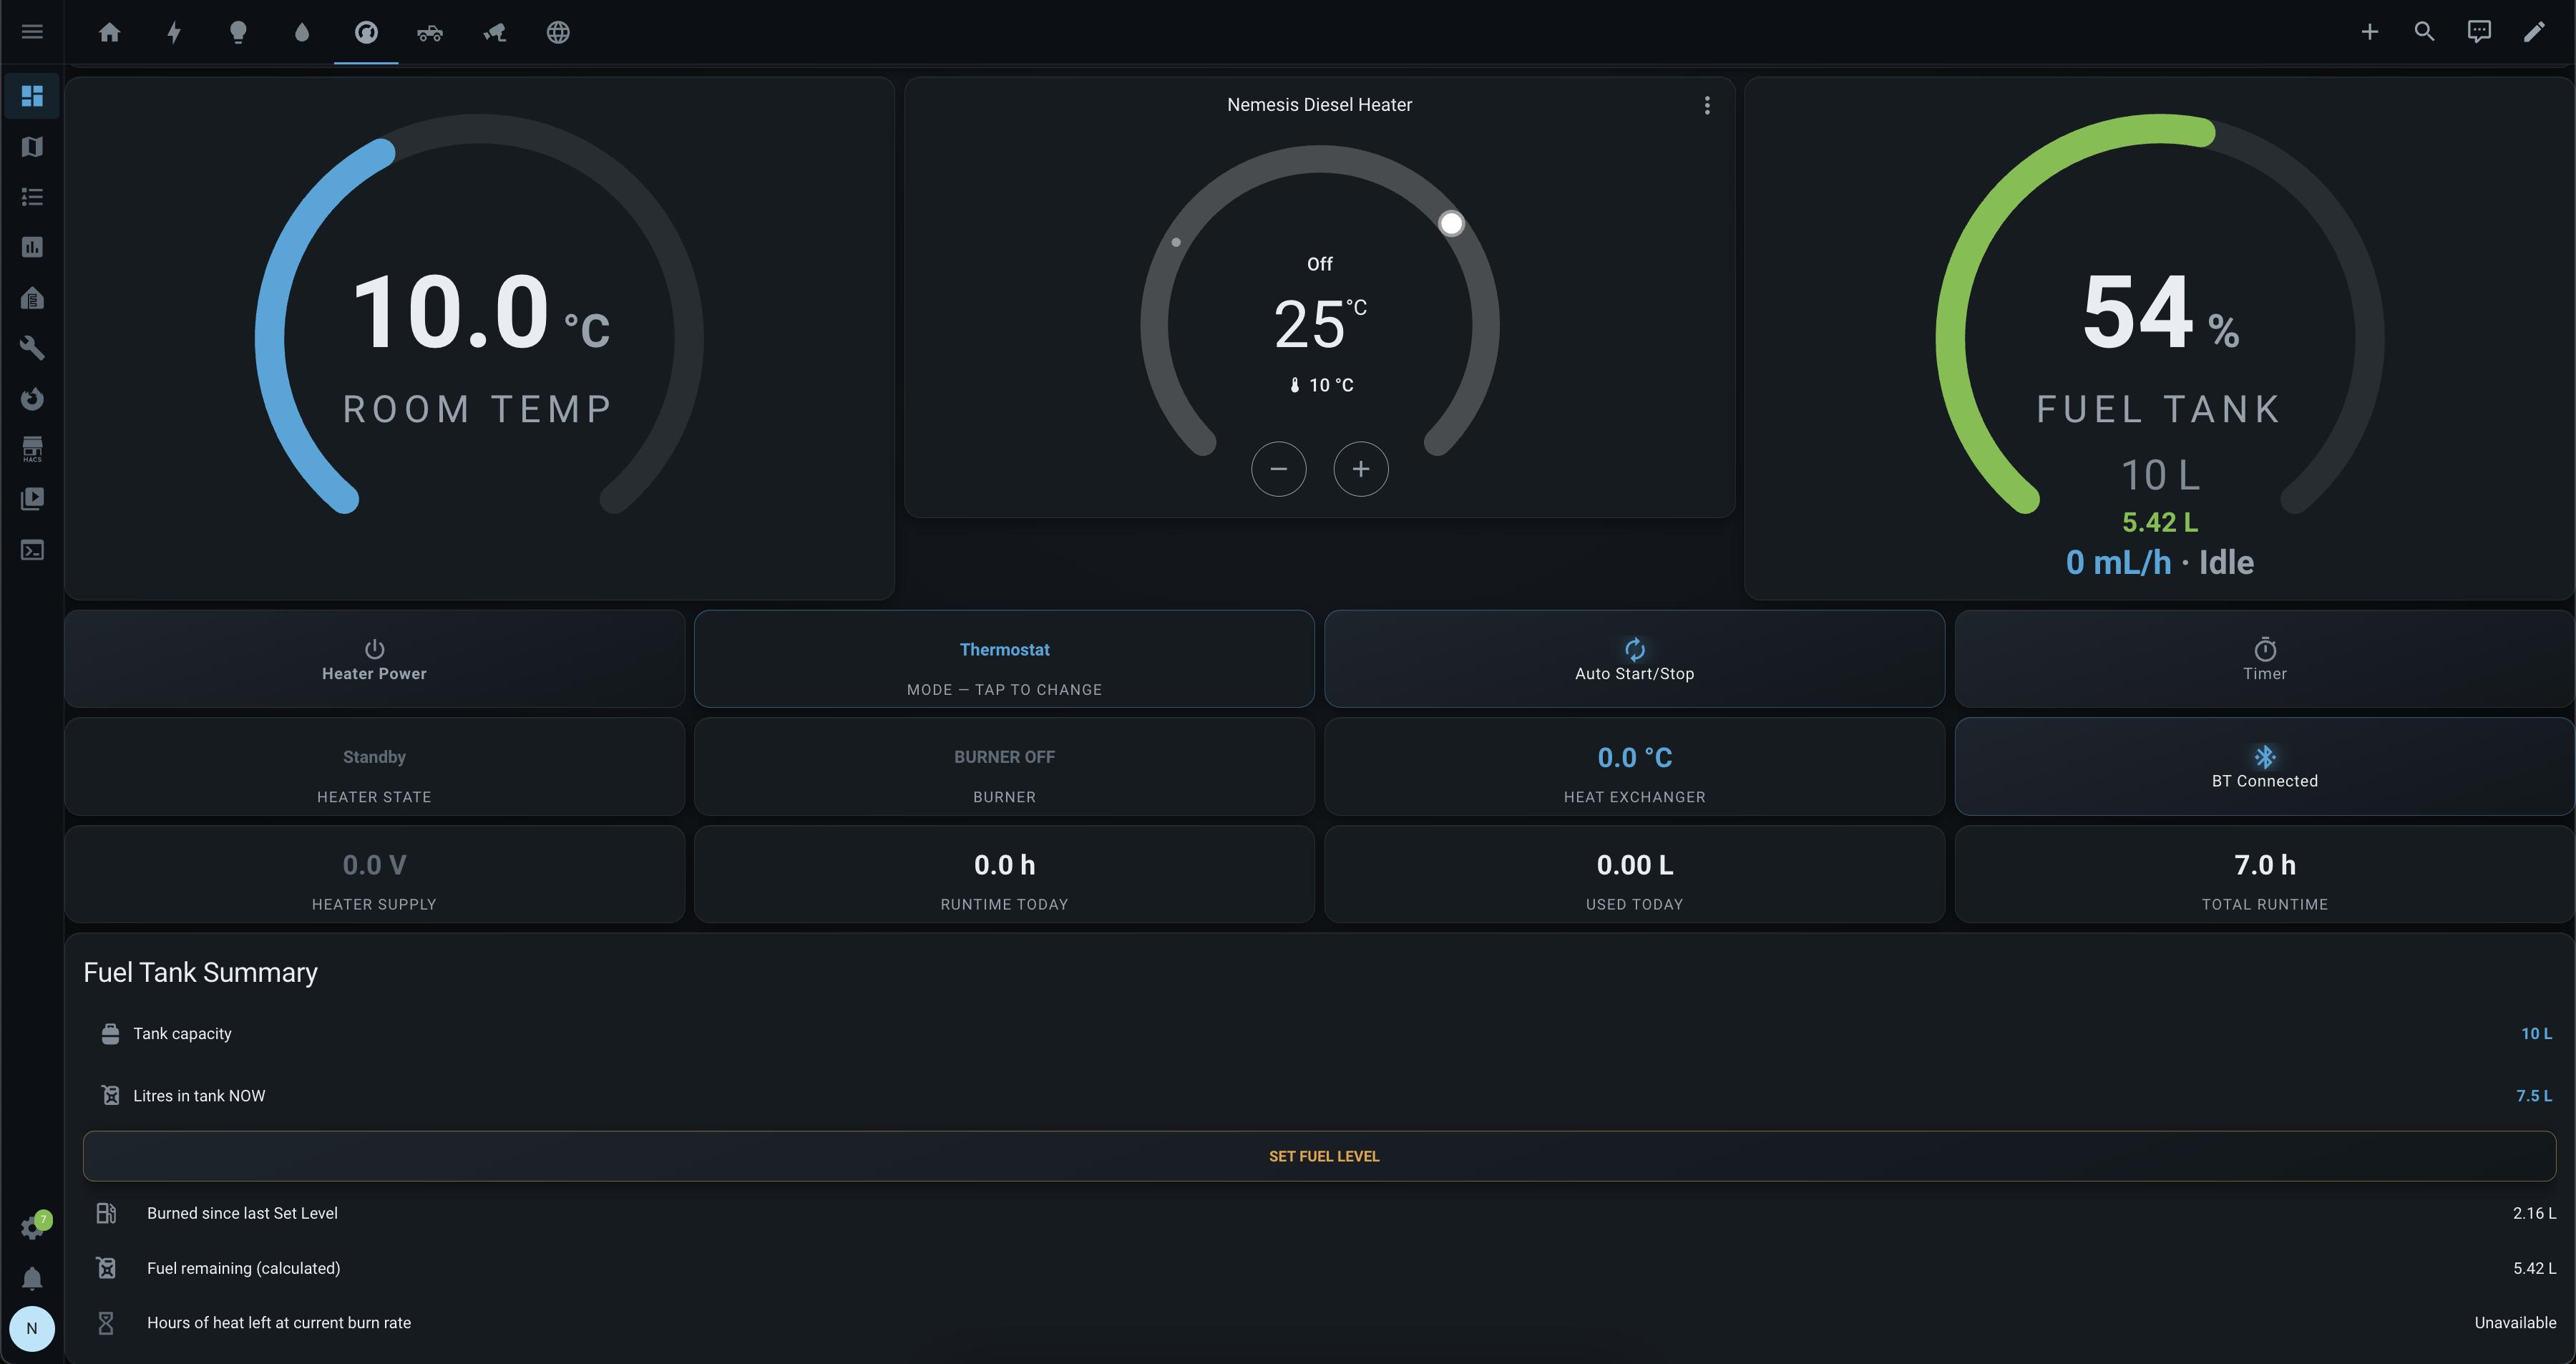 Nemesis Diesel Heater
10.0 °C
ROOM TEMP
Off
25 °C
10 °C
54 %
FUEL TANK
10 L
5.42 L
0 mL/h · Idle
Heater Power
Thermostat
MODE — TAP TO CHANGE
Auto Start/Stop
Timer
Standby
HEATER STATE
BURNER OFF
BURNER
0.0 °C
HEAT EXCHANGER
BT Connected
0.0 V
HEATER SUPPLY
0.0 h
RUNTIME TODAY
0.00 L
USED TODAY
7.0 h
TOTAL RUNTIME
HACS
Fuel Tank Summary
Tank capacity 10 L
Litres in tank NOW 7.5 L
SET FUEL LEVEL
Burned since last Set Level 2.16 L
Fuel remaining (calculated) 5.42 L
Hours of heat left at current burn rate Unavailable
7
N